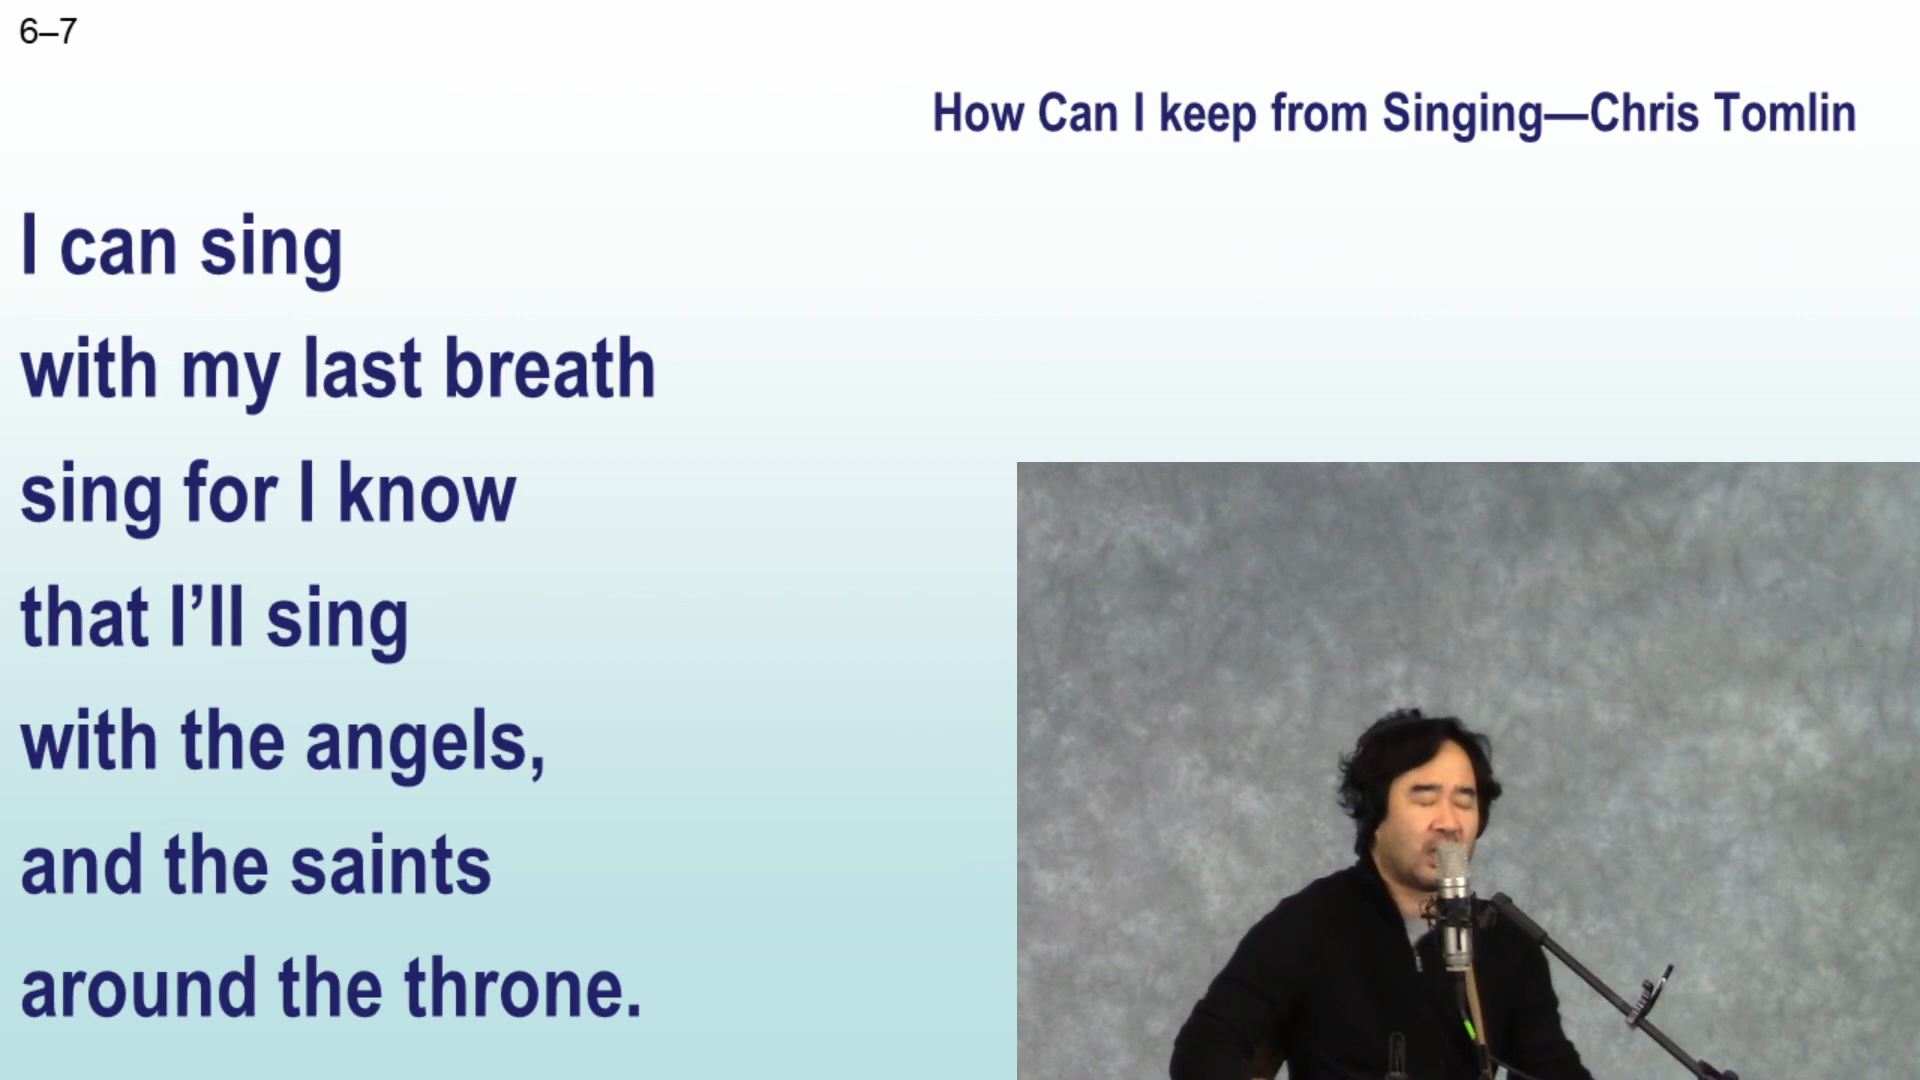 6–7
How Can I keep from Singing—Chris Tomlin
I can sing
with my last breath
sing for I know
that I’ll sing
with the angels,
and the saints
around the throne.